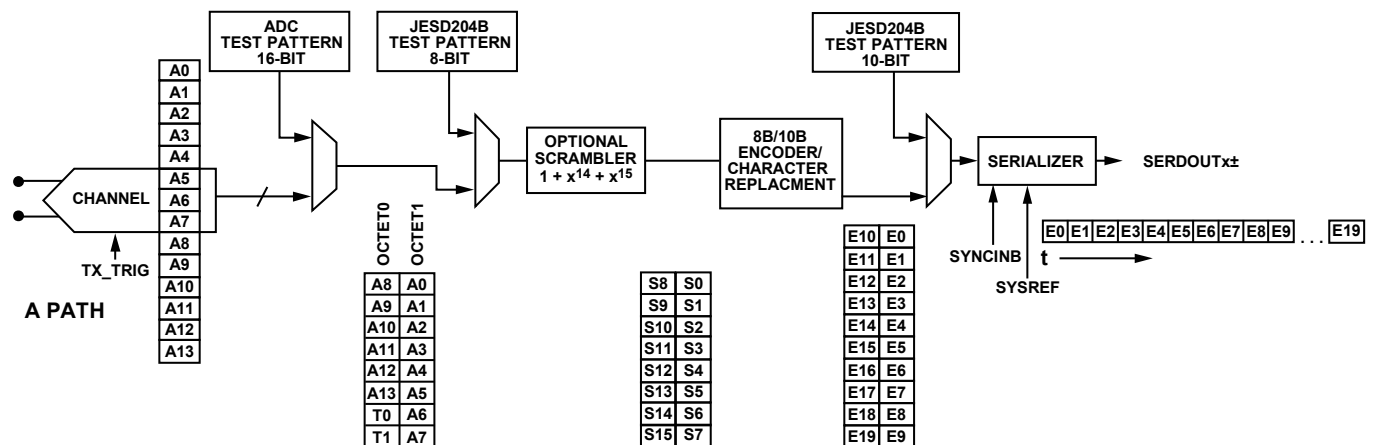 ADC
TEST PATTERN
16-BIT
JESD204B
TEST PATTERN
8-BIT
JESD204B
TEST PATTERN
10-BIT
A0
A1
A2
A3
A4
A5
A6
A7
A8
A9
A10
A11
A12
A13
CHANNEL
TX_TRIG
A PATH
OPTIONAL
SCRAMBLER
1 + x14 + x15
8B/10B
ENCODER/
CHARACTER
REPLACMENT
SERIALIZER
SERDOUTx±
SYNCINB
SYSREF
E0 E1 E2 E3 E4 E5 E6 E7 E8 E9 . . . E19
t
OCTET0 OCTET1
A8 A0
A9 A1
A10 A2
A11 A3
A12 A4
A13 A5
T0 A6
T1 A7
S8 S0
S9 S1
S10 S2
S11 S3
S12 S4
S13 S5
S14 S6
S15 S7
E10 E0
E11 E1
E12 E2
E13 E3
E14 E4
E15 E5
E16 E6
E17 E7
E18 E8
E19 E9